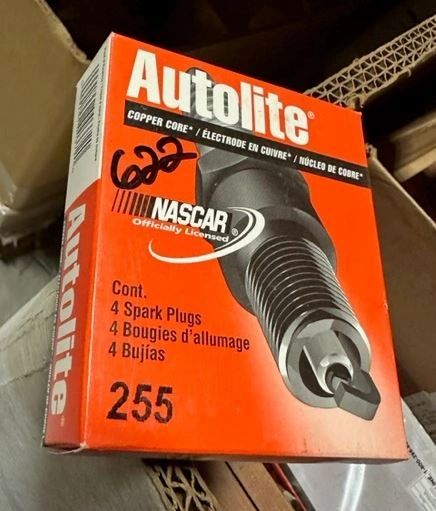 Autolite®
COPPER CORE* / ÉLECTRODE EN CUIVRE* / NÚCLEO DE COBRE*
622
NASCAR®
Officially Licensed
Cont.
4 Spark Plugs
4 Bougies d'allumage
4 Bujías
255
Autolite®